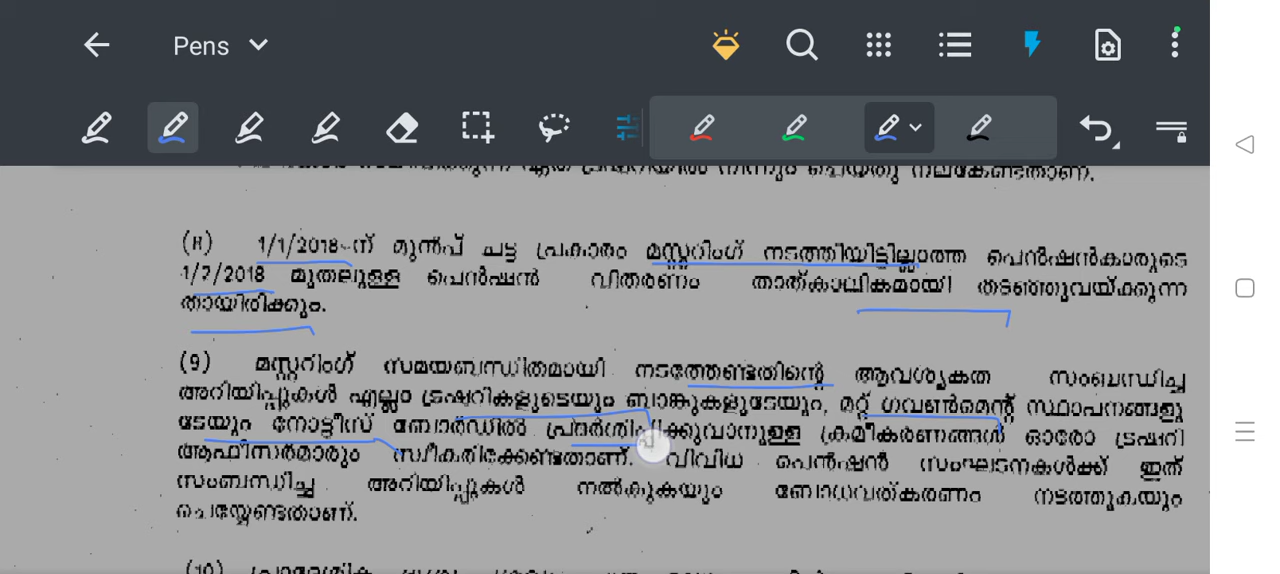 Pens
നിന്നും ചെയ്തു നല്കേണ്ടതാണ്.
(8) 1/1/2018-ന് മുൻപ് ചട്ട പ്രകാരം മസ്റ്ററിംഗ് നടത്തിയിട്ടില്ലാത്ത പെൻഷൻകാരുടെ
1/7/2018 മുതലുള്ള പെൻഷൻ വിതരണം താത്കാലികമായി തടഞ്ഞുവയ്ക്കുന്ന
തായിരിക്കും.
(9) മസ്റ്ററിംഗ് സമയബന്ധിതമായി നടത്തേണ്ടതിന്റെ ആവശ്യകത സംബന്ധിച്ച
അറിയിപ്പുകൾ എല്ലാ ട്രഷറികളുടെയും ബാങ്കുകളുടേയും, മറ്റ് ഗവൺമെന്റ് സ്ഥാപനങ്ങളു
ടേയും നോട്ടീസ് ബോർഡിൽ പ്രദർശിപ്പിക്കുവാനുള്ള ക്രമീകരണങ്ങൾ ഓരോ ട്രഷറി
ആഫീസർമാരും സ്വീകരിക്കേണ്ടതാണ്. വിവിധ പെൻഷൻ സംഘടനകൾക്ക് ഇത്
സംബന്ധിച്ച അറിയിപ്പുകൾ നൽകുകയും ബോധവത്കരണം നടത്തുകയും
ചെയ്യേണ്ടതാണ്.
(10)